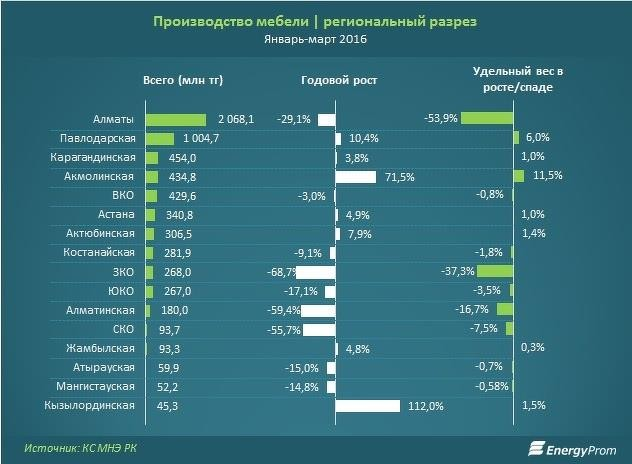 Производство мебели | региональный разрез
Январь-март 2016
Всего (млн тг) Годовой рост Удельный вес в
росте/спаде
Алматы 2 068,1 -29,1% -53,9%
Павлодарская 1 004,7 10,4% 6,0%
Карагандинская 454,0 3,8% 1,0%
Акмолинская 434,8 71,5% 11,5%
ВКО 429,6 -3,0% -0,8%
Астана 340,8 4,9% 1,0%
Актюбинская 306,5 7,9% 1,4%
Костанайская 281,9 -9,1% -1,8%
ЗКО 268,0 -68,7% -37,3%
ЮКО 267,0 -17,1% -3,5%
Алматинская 180,0 -59,4% -16,7%
СКО 93,7 -55,7% -7,5%
Жамбылская 93,3 4,8% 0,3%
Атырауская 59,9 -15,0% -0,7%
Мангистауская 52,2 -14,8% -0,58%
Кызылординская 45,3 112,0% 1,5%
Источник: КС МНЭ РК EnergyProm